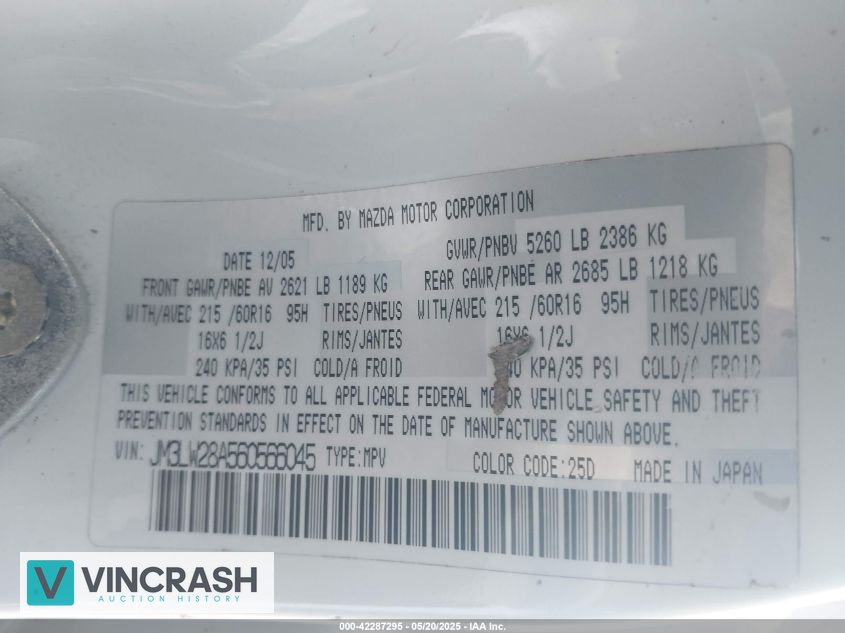 MFD. BY MAZDA MOTOR CORPORATION
DATE 12/05 GVWR/PNBV 5260 LB 2386 KG
FRONT GAWR/PNBE AV 2621 LB 1189 KG REAR GAWR/PNBE AR 2685 LB 1218 KG
WITH/AVEC 215 /60R16 95H TIRES/PNEUS WITH/AVEC 215 /60R16 95H TIRES/PNEUS
16X6 1/2J RIMS/JANTES 16X6 1/2J RIMS/JANTES
240 KPA/35 PSI COLD/A FROID KPA/35 PSI COLD/A FROID
THIS VEHICLE CONFORMS TO ALL APPLICABLE FEDERAL MOTOR VEHICLE SAFETY AND THEFT
PREVENTION STANDARDS IN EFFECT ON THE DATE OF MANUFACTURE SHOWN ABOVE.
VIN: JM3LW28A560566045 TYPE:MPV COLOR CODE:25D MADE IN JAPAN
V VINCRASH
AUCTION HISTORY
000-42287295 - 05/20/2025 - IAA Inc.